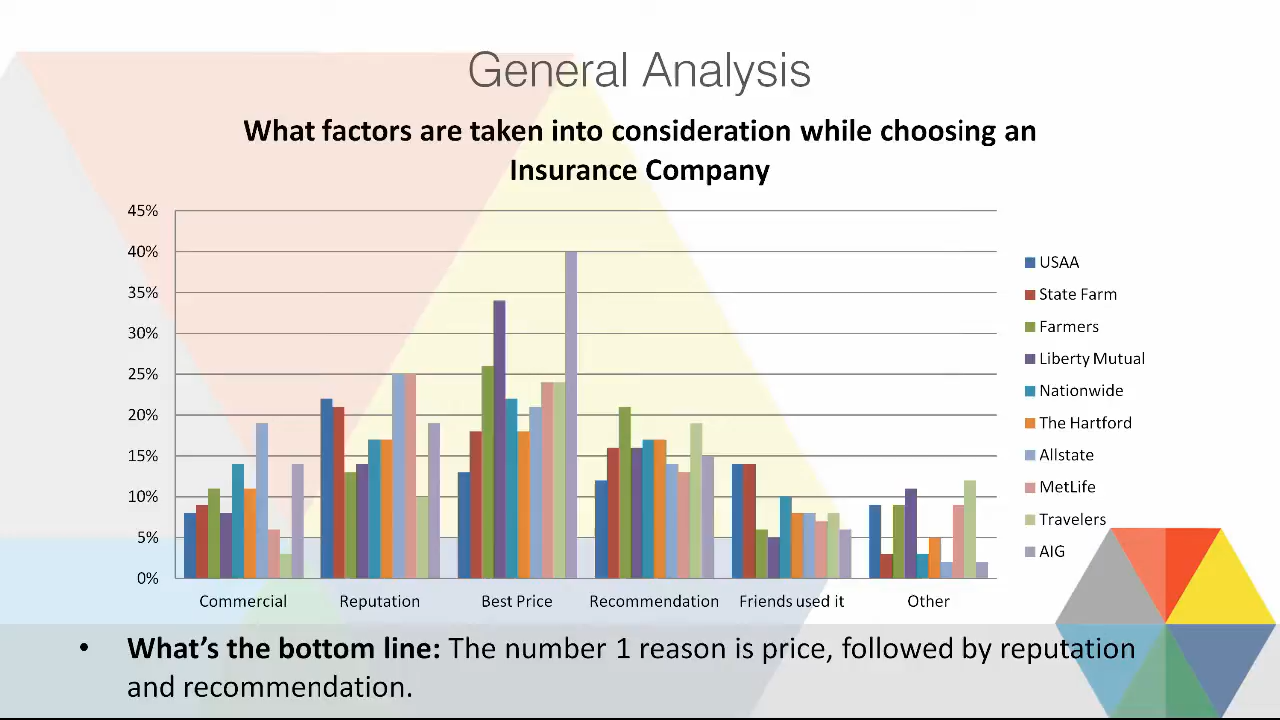 General Analysis
What factors are taken into consideration while choosing an
Insurance Company
45%
40%
35%
30%
25%
20%
15%
10%
5%
0%
Commercial
Reputation
Best Price
Recommendation
Friends used it
Other
USAA
State Farm
Farmers
Liberty Mutual
Nationwide
The Hartford
Allstate
MetLife
Travelers
AIG
• What's the bottom line: The number 1 reason is price, followed by reputation
and recommendation.